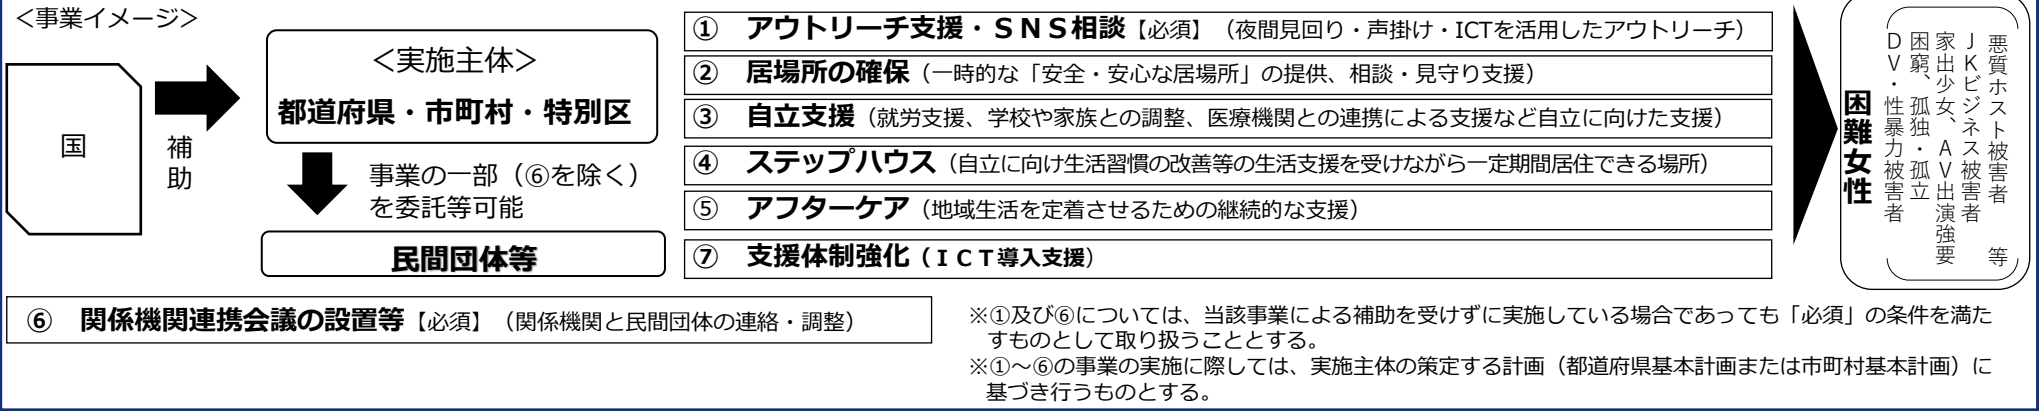 ＜事業イメージ＞
国
補助
＜実施主体＞
都道府県・市町村・特別区
事業の一部（⑥を除く）
を委託等可能
民間団体等
① アウトリーチ支援・ＳＮＳ相談【必須】（夜間見回り・声掛け・ICTを活用したアウトリーチ）
② 居場所の確保（一時的な「安全・安心な居場所」の提供、相談・見守り支援）
③ 自立支援（就労支援、学校や家族との調整、医療機関との連携による支援など自立に向けた支援）
④ ステップハウス（自立に向け生活習慣の改善等の生活支援を受けながら一定期間居住できる場所）
⑤ アフターケア（地域生活を定着させるための継続的な支援）
⑦ 支援体制強化（ＩＣＴ導入支援）
困難女性
悪質ホスト被害者 等
ＪＫビジネス被害者
家出少女、ＡＶ出演強要
困窮、孤独・孤立
ＤＶ・性暴力被害者
⑥ 関係機関連携会議の設置等【必須】（関係機関と民間団体の連絡・調整）
※①及び⑥については、当該事業による補助を受けずに実施している場合であっても「必須」の条件を満た
すものとして取り扱うこととする。
※①～⑥の事業の実施に際しては、実施主体の策定する計画（都道府県基本計画または市町村基本計画）に
基づき行うものとする。